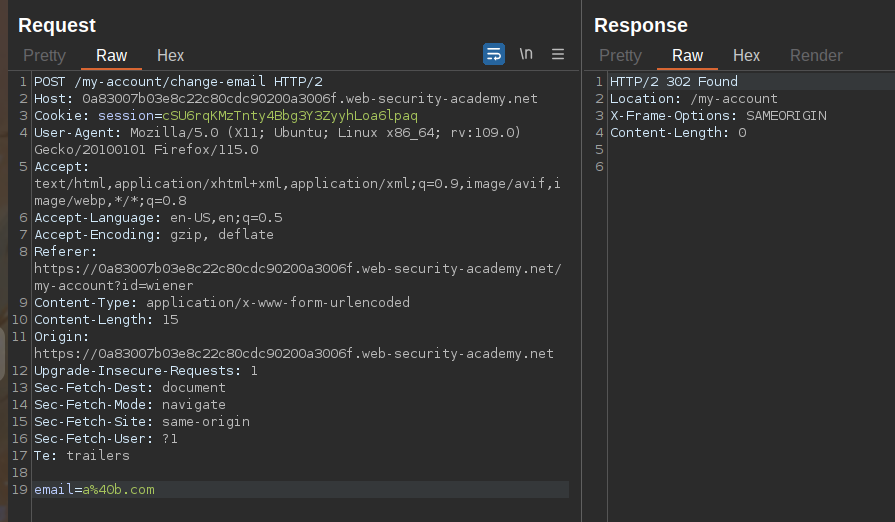 Request
Pretty Raw Hex \n
1 POST /my-account/change-email HTTP/2
2 Host: 0a83007b03e8c22c80cdc90200a3006f.web-security-academy.net
3 Cookie: session=cSU6rqKMzTnty4Bbg3Y3ZyyhLoa6lpaq
4 User-Agent: Mozilla/5.0 (X11; Ubuntu; Linux x86_64; rv:109.0)
Gecko/20100101 Firefox/115.0
5 Accept:
text/html,application/xhtml+xml,application/xml;q=0.9,image/avif,i
mage/webp,*/*;q=0.8
6 Accept-Language: en-US,en;q=0.5
7 Accept-Encoding: gzip, deflate
8 Referer:
https://0a83007b03e8c22c80cdc90200a3006f.web-security-academy.net/
my-account?id=wiener
9 Content-Type: application/x-www-form-urlencoded
10 Content-Length: 15
11 Origin:
https://0a83007b03e8c22c80cdc90200a3006f.web-security-academy.net
12 Upgrade-Insecure-Requests: 1
13 Sec-Fetch-Dest: document
14 Sec-Fetch-Mode: navigate
15 Sec-Fetch-Site: same-origin
16 Sec-Fetch-User: ?1
17 Te: trailers
18
19 email=a%40b.com
Response
Pretty Raw Hex Render
1 HTTP/2 302 Found
2 Location: /my-account
3 X-Frame-Options: SAMEORIGIN
4 Content-Length: 0
5
6